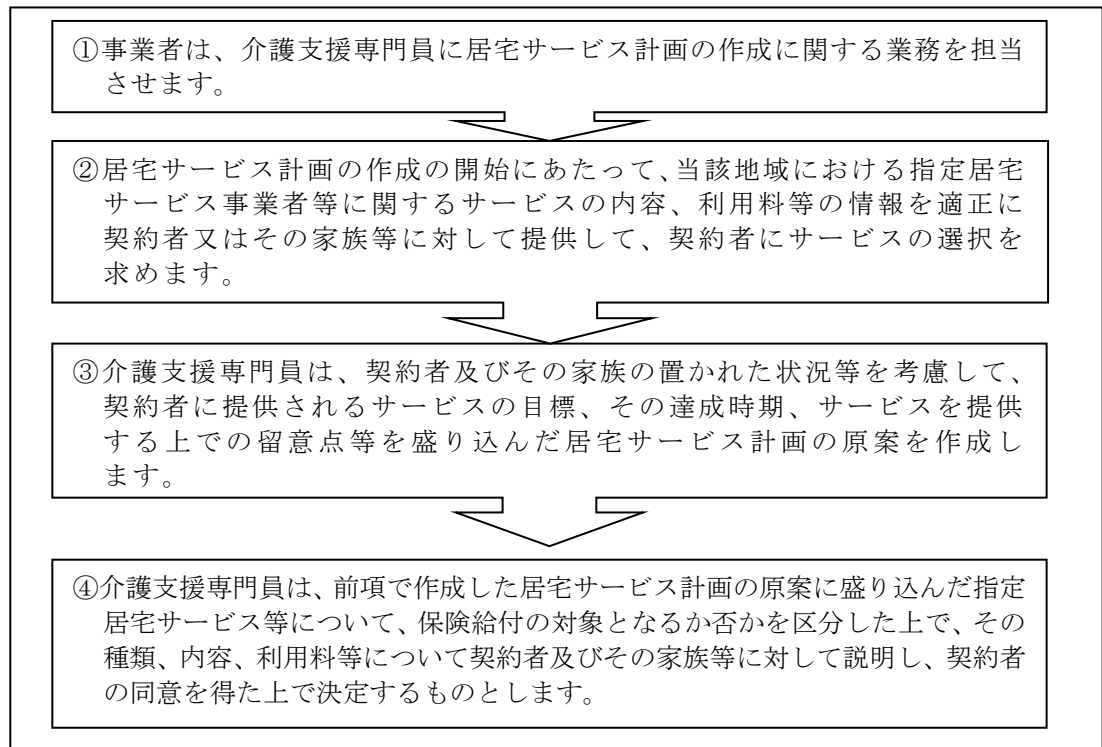 ①事業者は、介護支援専門員に居宅サービス計画の作成に関する業務を担当
させます。
②居宅サービス計画の作成の開始にあたって、当該地域における指定居宅
サービス事業者等に関するサービスの内容、利用料等の情報を適正に
契約者又はその家族等に対して提供して、契約者にサービスの選択を
求めます。
③介護支援専門員は、契約者及びその家族の置かれた状況等を考慮して、
契約者に提供されるサービスの目標、その達成時期、サービスを提供
する上での留意点等を盛り込んだ居宅サービス計画の原案を作成し
ます。
④介護支援専門員は、前項で作成した居宅サービス計画の原案に盛り込んだ指定
居宅サービス等について、保険給付の対象となるか否かを区分した上で、その
種類、内容、利用料等について契約者及びその家族等に対して説明し、契約者
の同意を得た上で決定するものとします。